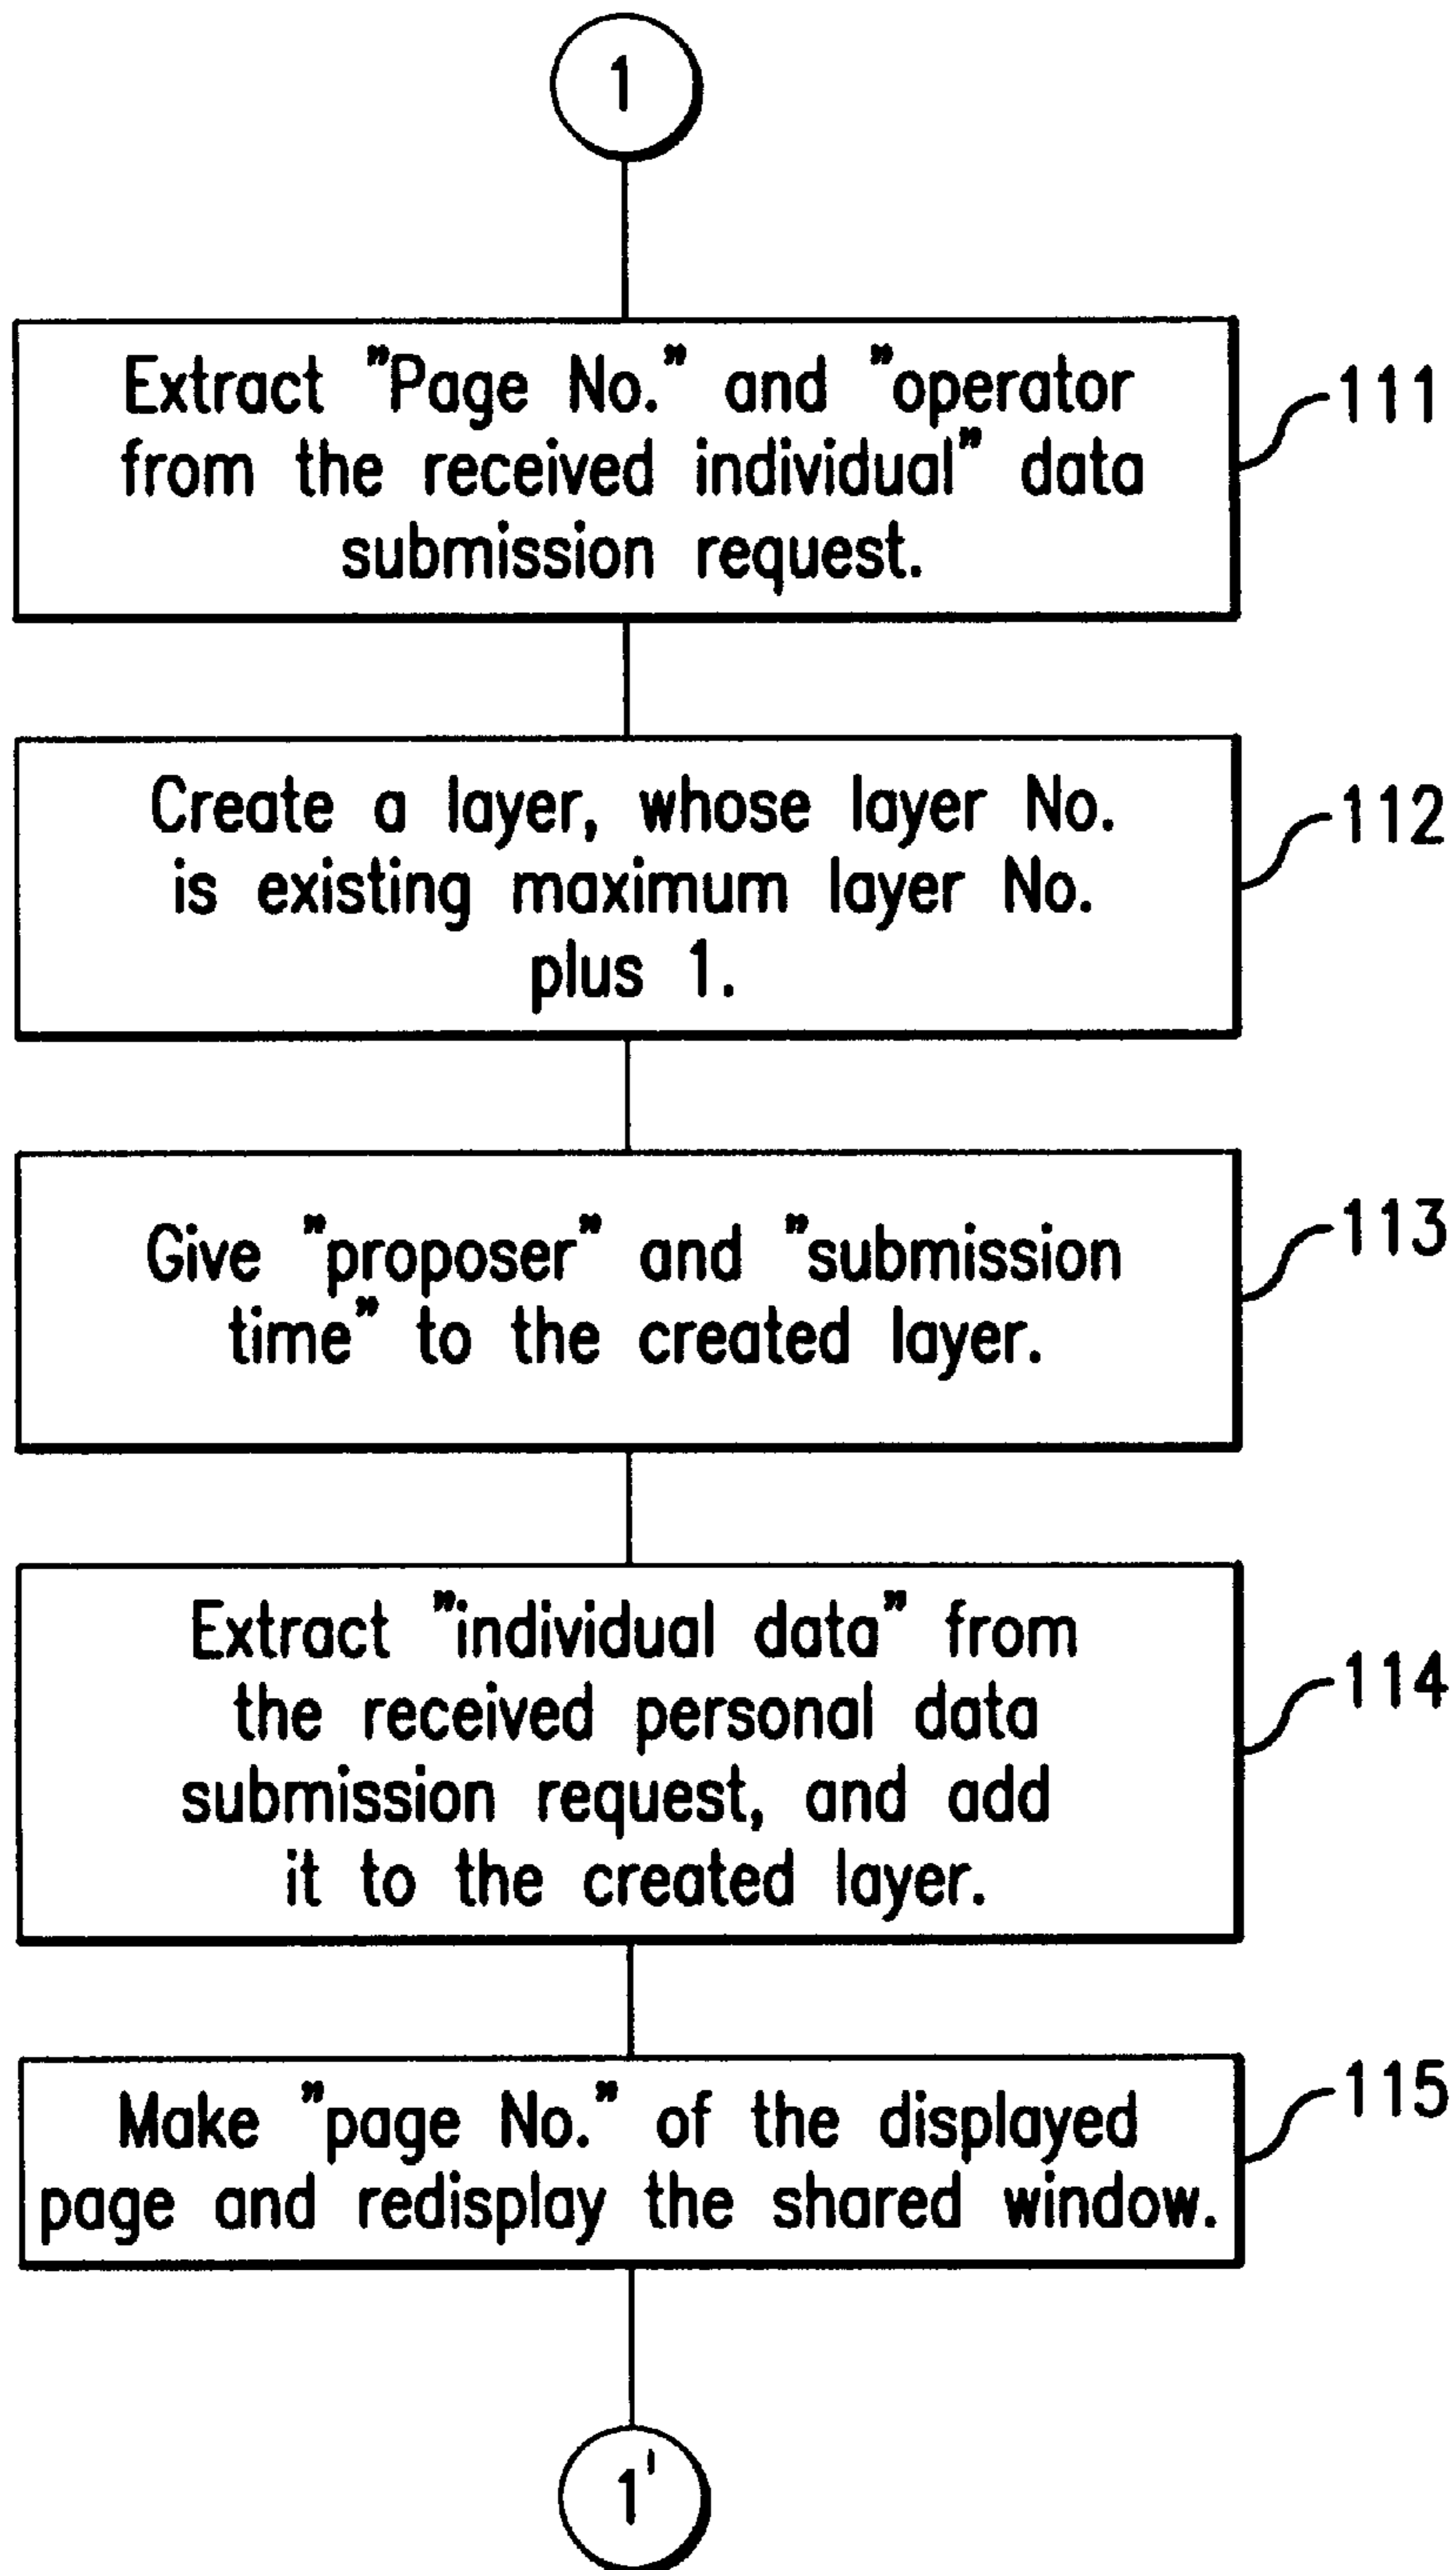 1
Extract "Page No." and "operator
from the received individual" data
submission request.
111
Create a layer, whose layer No.
is existing maximum layer No.
plus 1.
112
Give "proposer" and "submission
time" to the created layer.
113
Extract "individual data" from
the received personal data
submission request, and add
it to the created layer.
114
Make "page No." of the displayed
page and redisplay the shared window.
115
1'